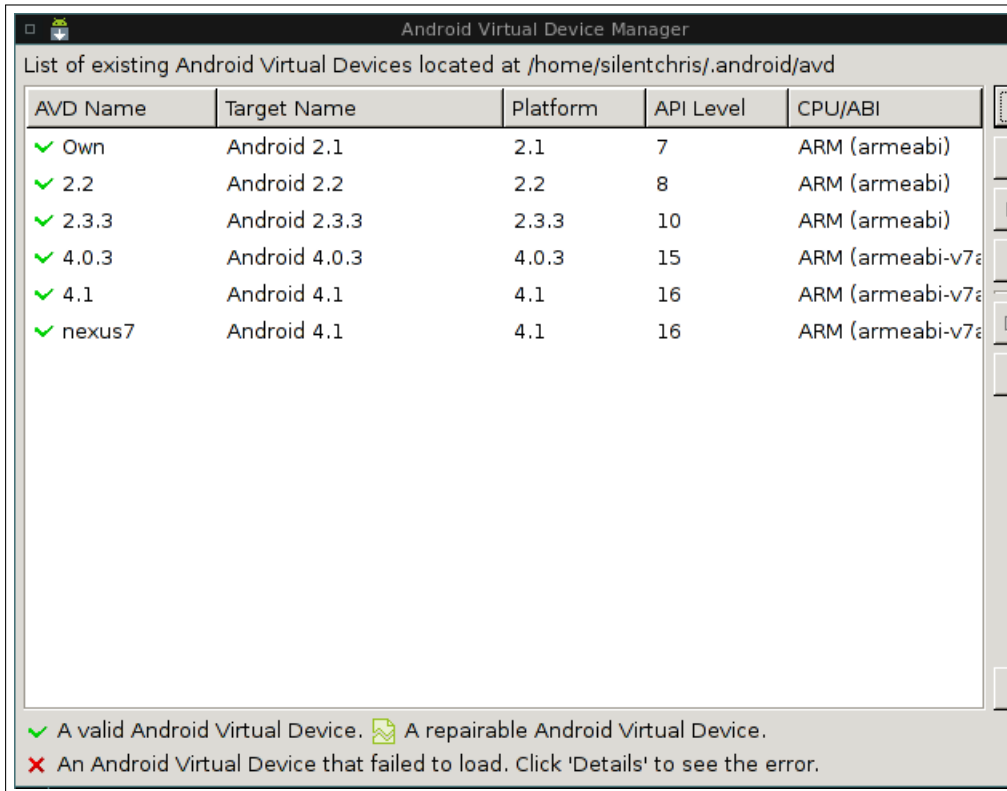 Android Virtual Device Manager
List of existing Android Virtual Devices located at /home/silentchris/.android/avd
AVD Name Target Name Platform API Level CPU/ABI
Own Android 2.1 2.1 7 ARM (armeabi)
2.2 Android 2.2 2.2 8 ARM (armeabi)
2.3.3 Android 2.3.3 2.3.3 10 ARM (armeabi)
4.0.3 Android 4.0.3 4.0.3 15 ARM (armeabi-v7a
4.1 Android 4.1 4.1 16 ARM (armeabi-v7a
nexus7 Android 4.1 4.1 16 ARM (armeabi-v7a
A valid Android Virtual Device. A repairable Android Virtual Device.
An Android Virtual Device that failed to load. Click 'Details' to see the error.